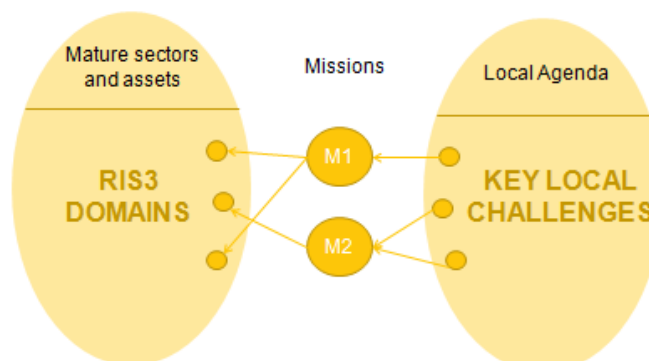 Mature sectors
and assets
Missions
Local Agenda
RIS3
DOMAINS
M1
M2
KEY LOCAL
CHALLENGES